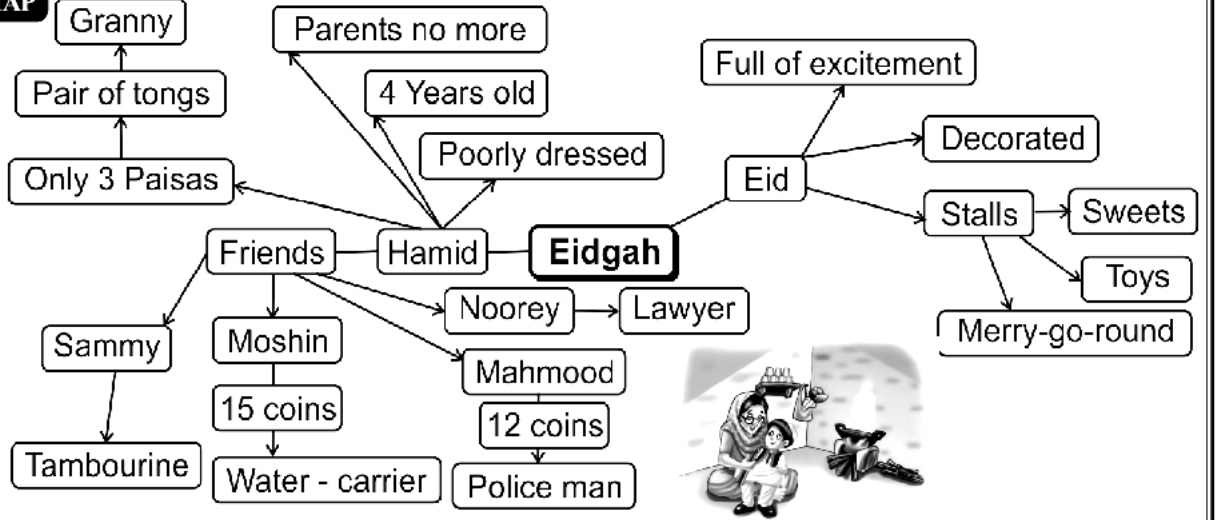 Granny
Parents no more
Full of excitement
Pair of tongs
4 Years old
Decorated
Poorly dressed
Only 3 Paisas
Eid
Stalls
Sweets
Friends
Hamid
Eidgah
Toys
Noorey
Lawyer
Merry-go-round
Sammy
Moshin
Mahmood
15 coins
12 coins
Tambourine
Water - carrier
Police man